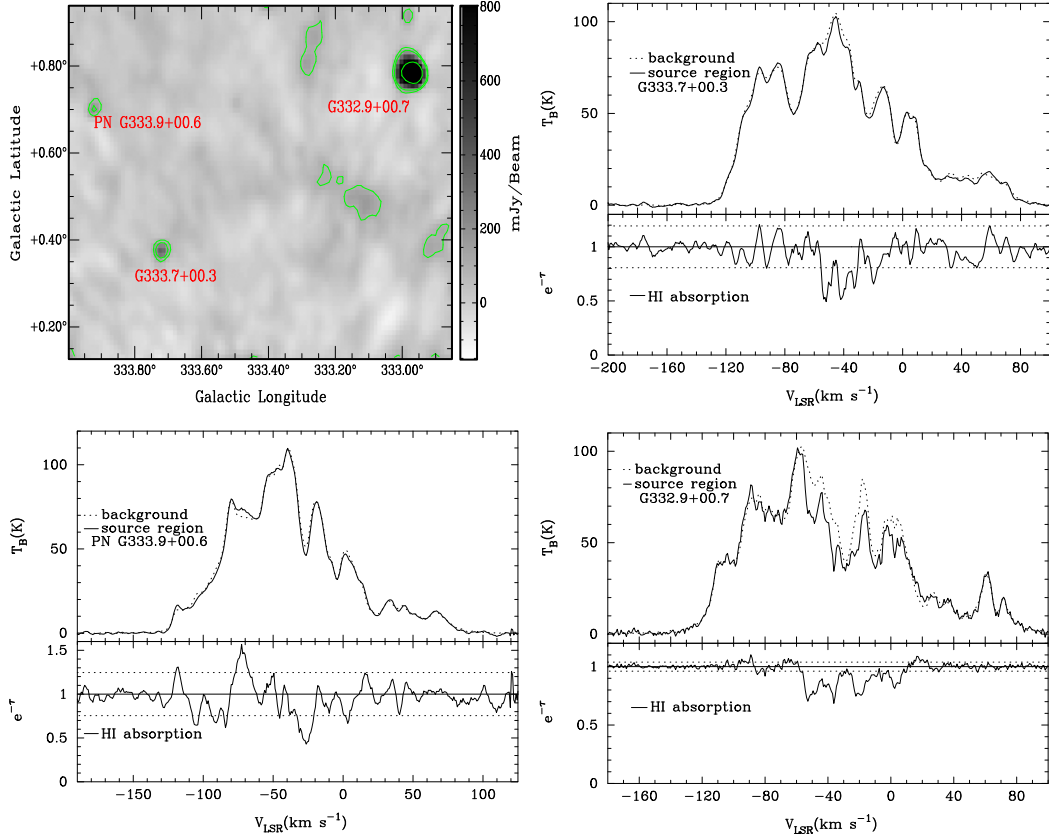 800
600
400
200
0
mJy/Beam
+0.80°
+0.60°
+0.40°
+0.20°
Galactic Latitude
G332.9+00.7
PN G333.9+00.6
G333.7+00.3
333.80°
333.60°
333.40°
333.20°
333.00°
Galactic Longitude
background
source region
G333.7+00.3
100
50
0
T_B(K)
1
0.5
0
e^-τ
HI absorption
−200
−160
−120
−80
−40
0
40
80
V_LSR(km s^−1)
background
source region
PN G333.9+00.6
100
50
0
T_B(K)
1.5
1
0.5
0
e^-τ
HI absorption
−150
−100
−50
0
50
100
V_LSR(km s^−1)
background
source region
G332.9+00.7
100
50
0
T_B(K)
1
0.5
0
e^-τ
HI absorption
−200
−160
−120
−80
−40
0
40
80
V_LSR(km s^−1)